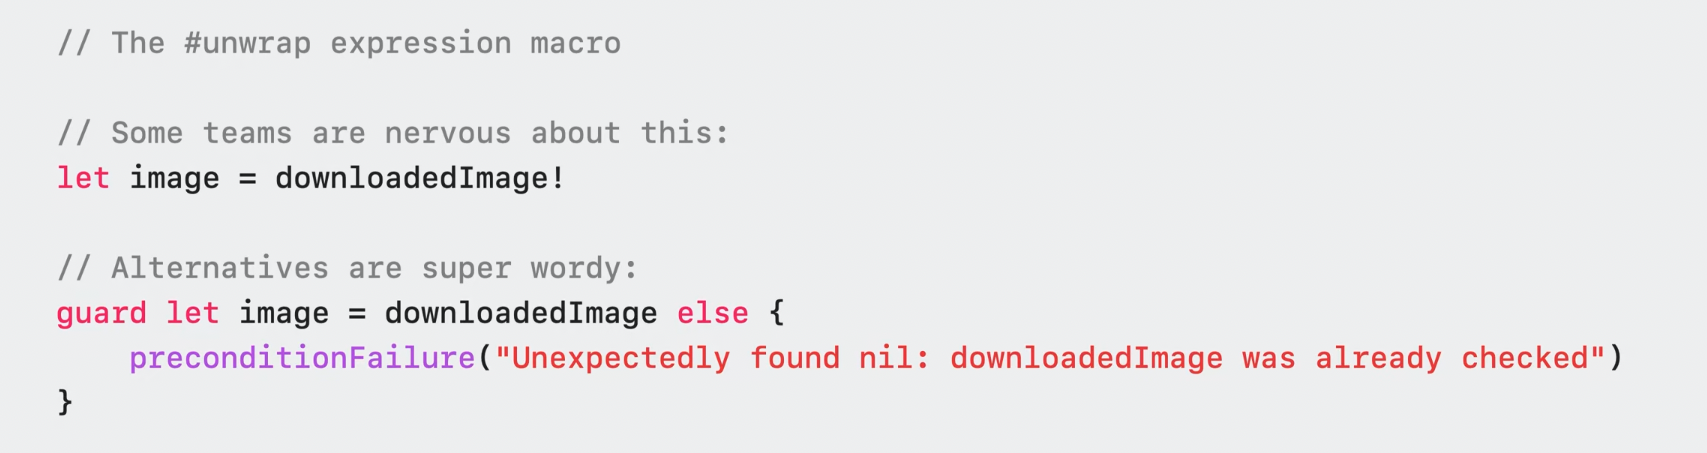 // The #unwrap expression macro
// Some teams are nervous about this:
let image = downloadedImage!
// Alternatives are super wordy:
guard let image = downloadedImage else {
    preconditionFailure("Unexpectedly found nil: downloadedImage was already checked")
}